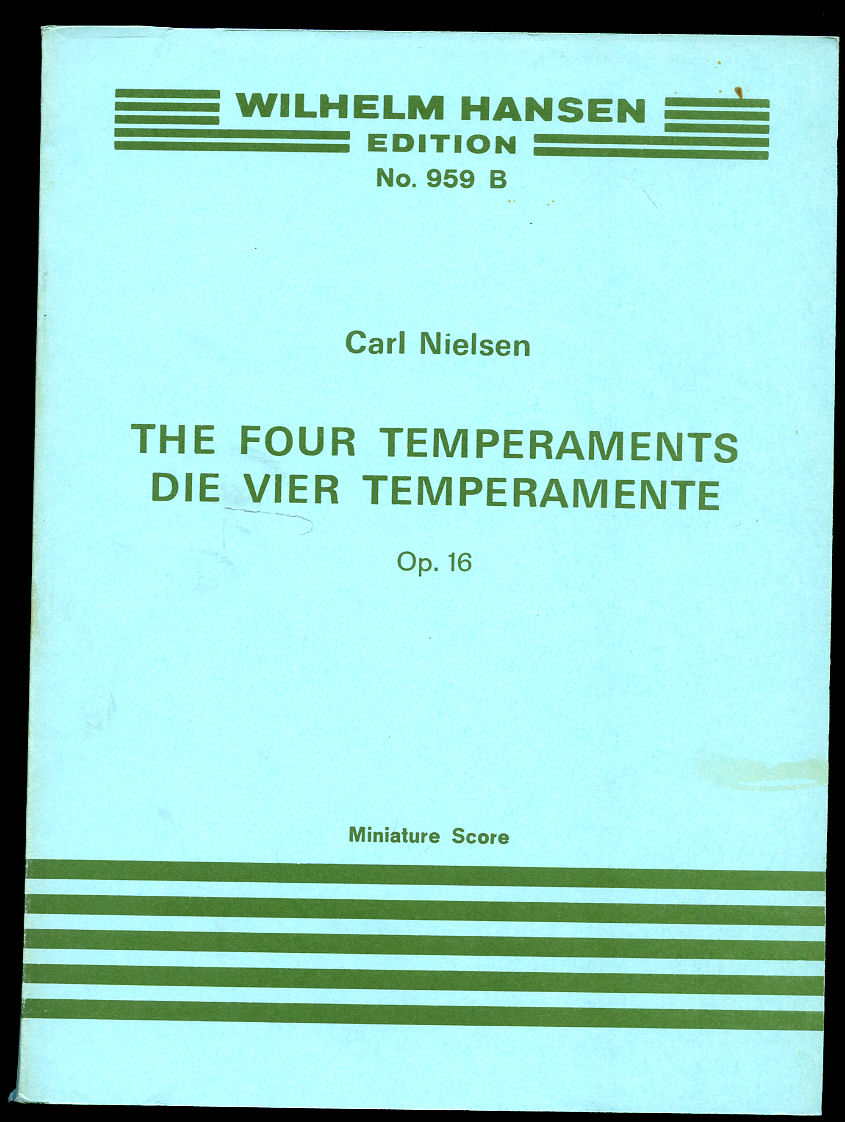 WILHELM HANSEN
EDITION
No. 959 B
Carl Nielsen
THE FOUR TEMPERAMENTS
DIE VIER TEMPERAMENTE
Op. 16
Miniature Score